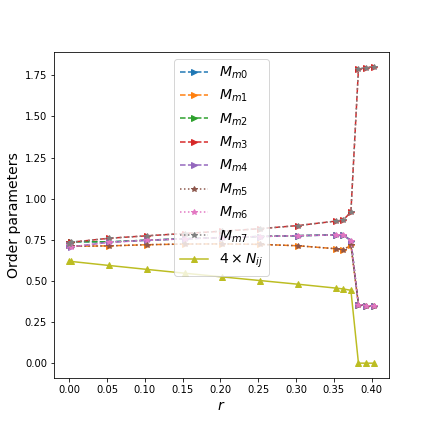 Order parameters
1.75
1.50
1.25
1.00
0.75
0.50
0.25
0.00
M_{m0}
M_{m1}
M_{m2}
M_{m3}
M_{m4}
M_{m5}
M_{m6}
M_{m7}
4 × N_{ij}
0.00 0.05 0.10 0.15 0.20 0.25 0.30 0.35 0.40
r